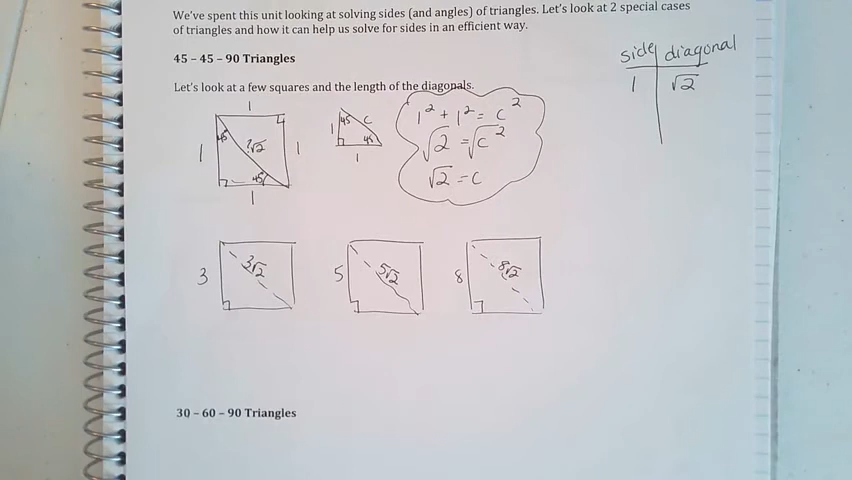 We've spent this unit looking at solving sides (and angles) of triangles. Let's look at 2 special cases
of triangles and how it can help us solve for sides in an efficient way.
side diagonal
1 √2
45 – 45 – 90 Triangles
Let's look at a few squares and the length of the diagonals.
1
45
?√2
1
1
45
1
45
c
1
45
1
1² + 1² = c²
√2 = √c²
√2 = c
3
3√2
5
5√2
8
8√2
30 – 60 – 90 Triangles